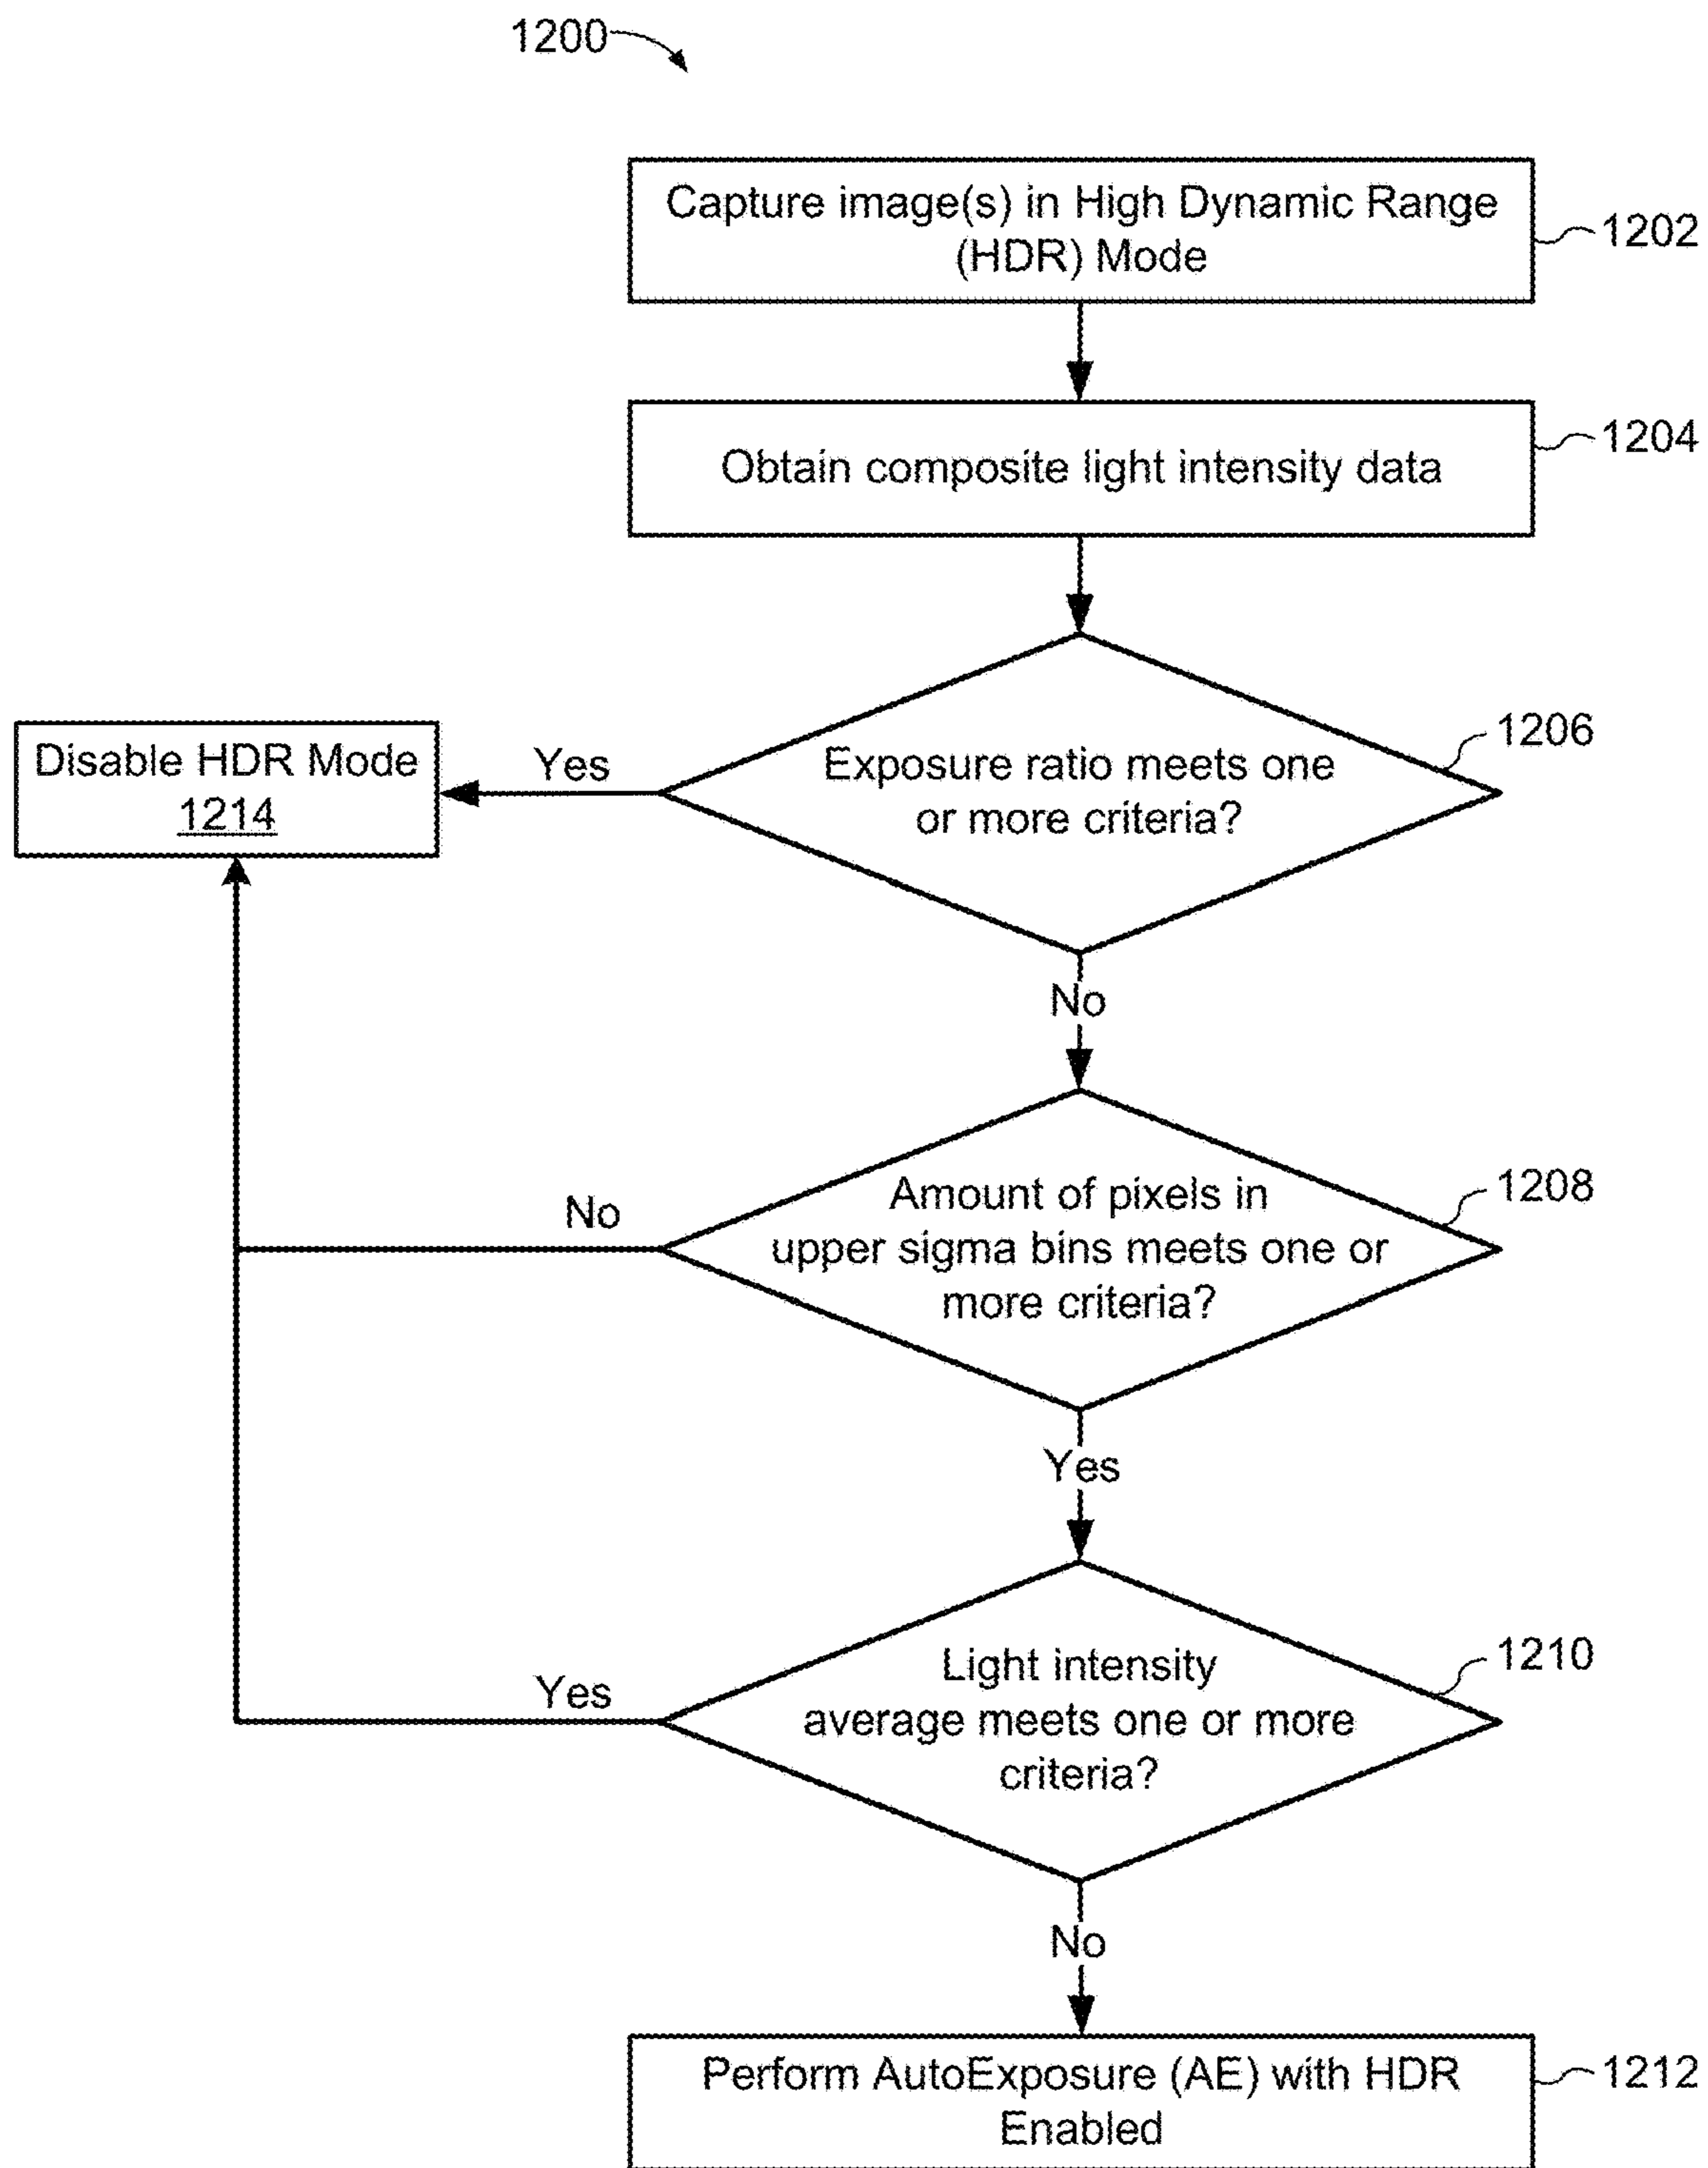 1200
Capture image(s) in High Dynamic Range
(HDR) Mode
1202
Obtain composite light intensity data
1204
Exposure ratio meets one
or more criteria?
1206
Yes
Disable HDR Mode
1214
No
Amount of pixels in
upper sigma bins meets one or
more criteria?
1208
No
Yes
Light intensity
average meets one or more
criteria?
1210
Yes
No
Perform AutoExposure (AE) with HDR
Enabled
1212